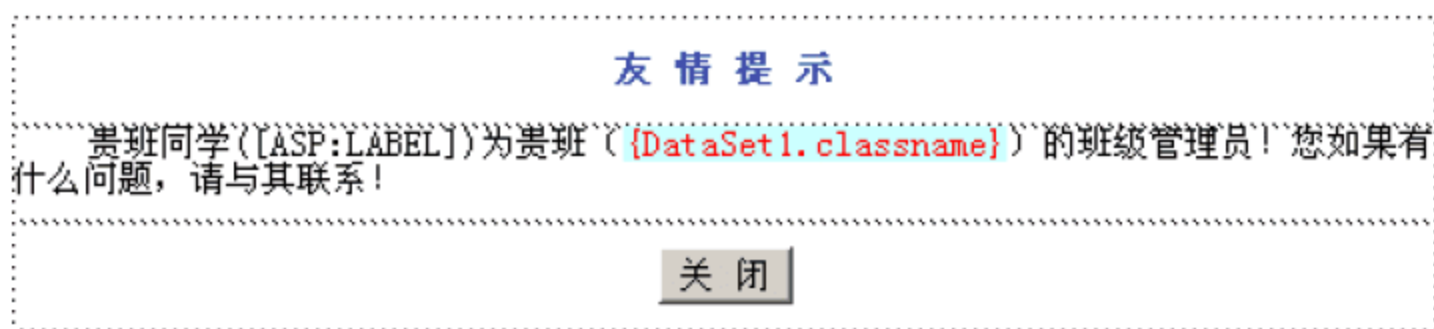 友 情 提 示
贵班同学([ASP:LABEL])为贵班（{DataSet1.classname}）的班级管理员！您如果有
什么问题，请与其联系！
关 闭